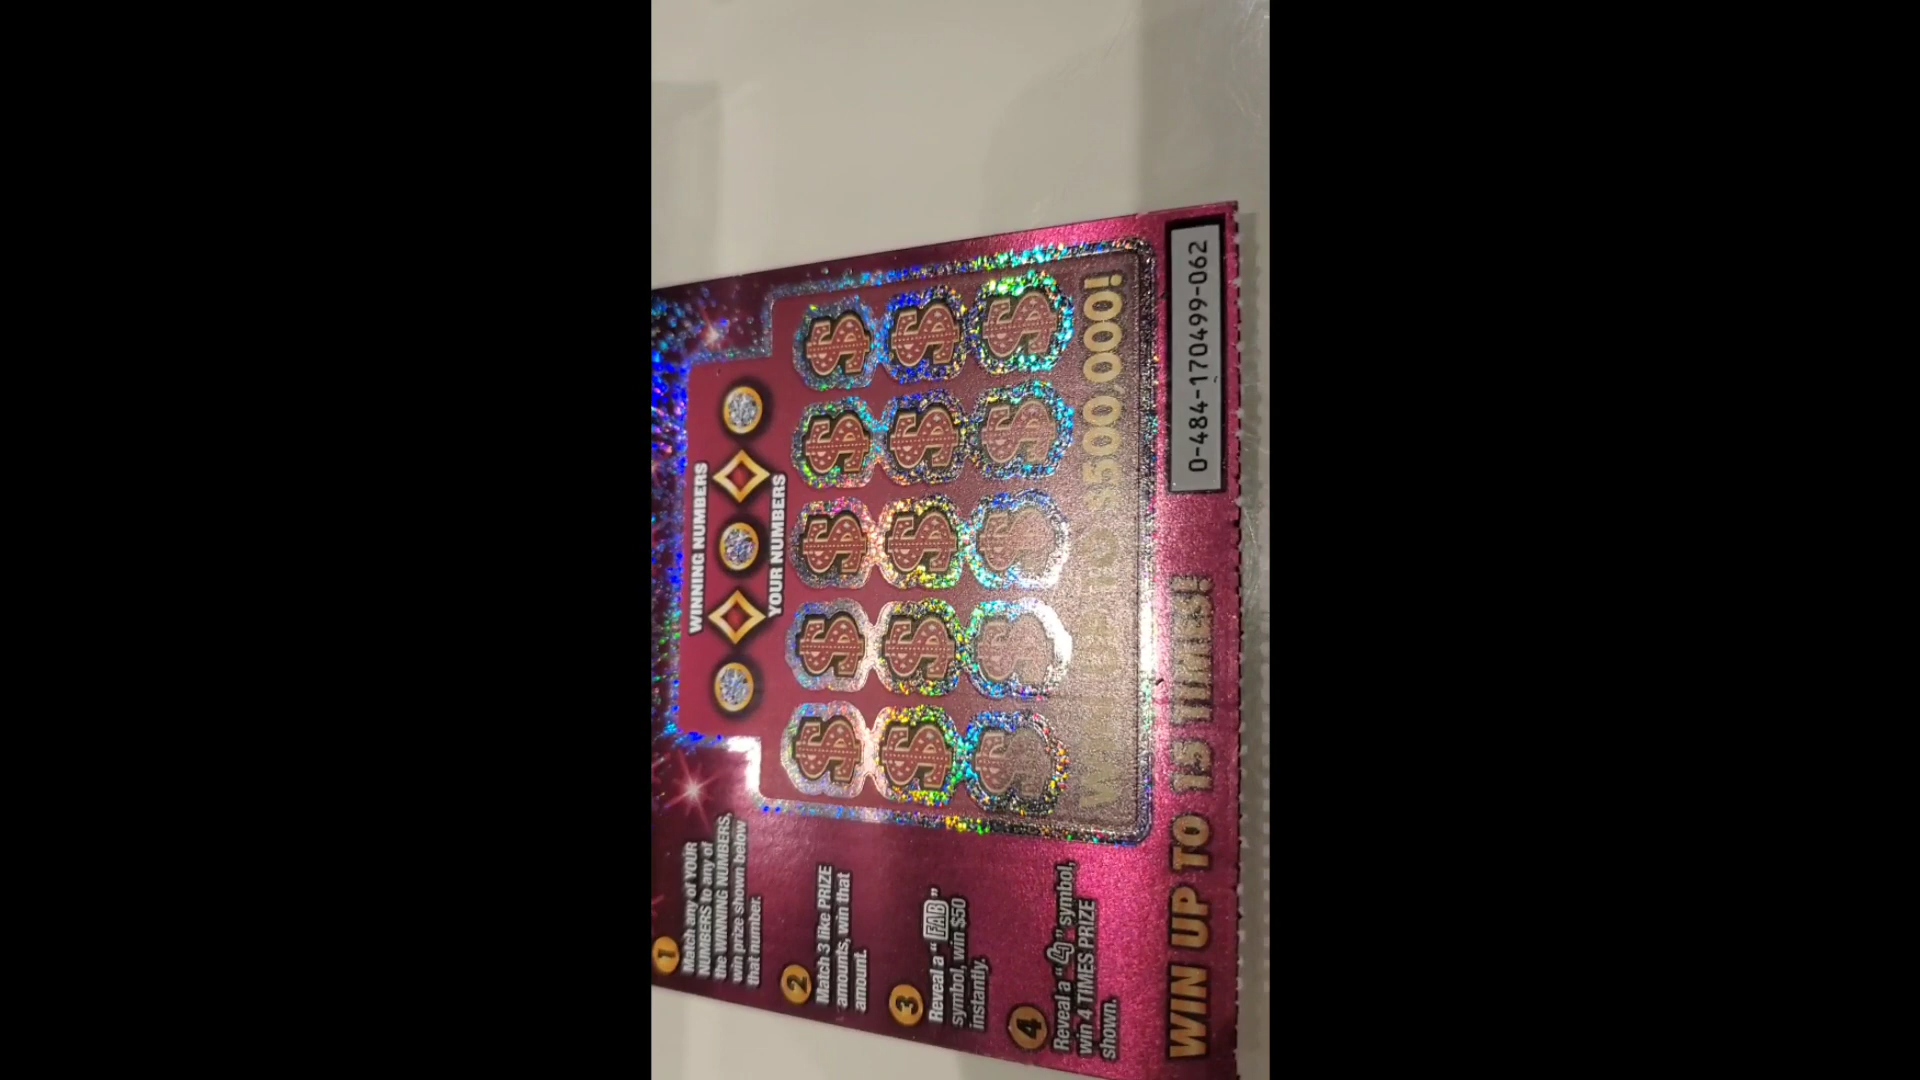 WINNING NUMBERS
YOUR NUMBERS
WIN UP TO $500,000!
1
Match any of YOUR
NUMBERS to any of
the WINNING NUMBERS,
win prize shown below
that number.
2
Match 3 like PRIZE
amounts, win that
amount.
3
Reveal a "FAB"
symbol, win $50
instantly.
4
Reveal a "4" symbol,
win 4 TIMES PRIZE
shown.
WIN UP TO 15 TIMES!
0-484-170499-062